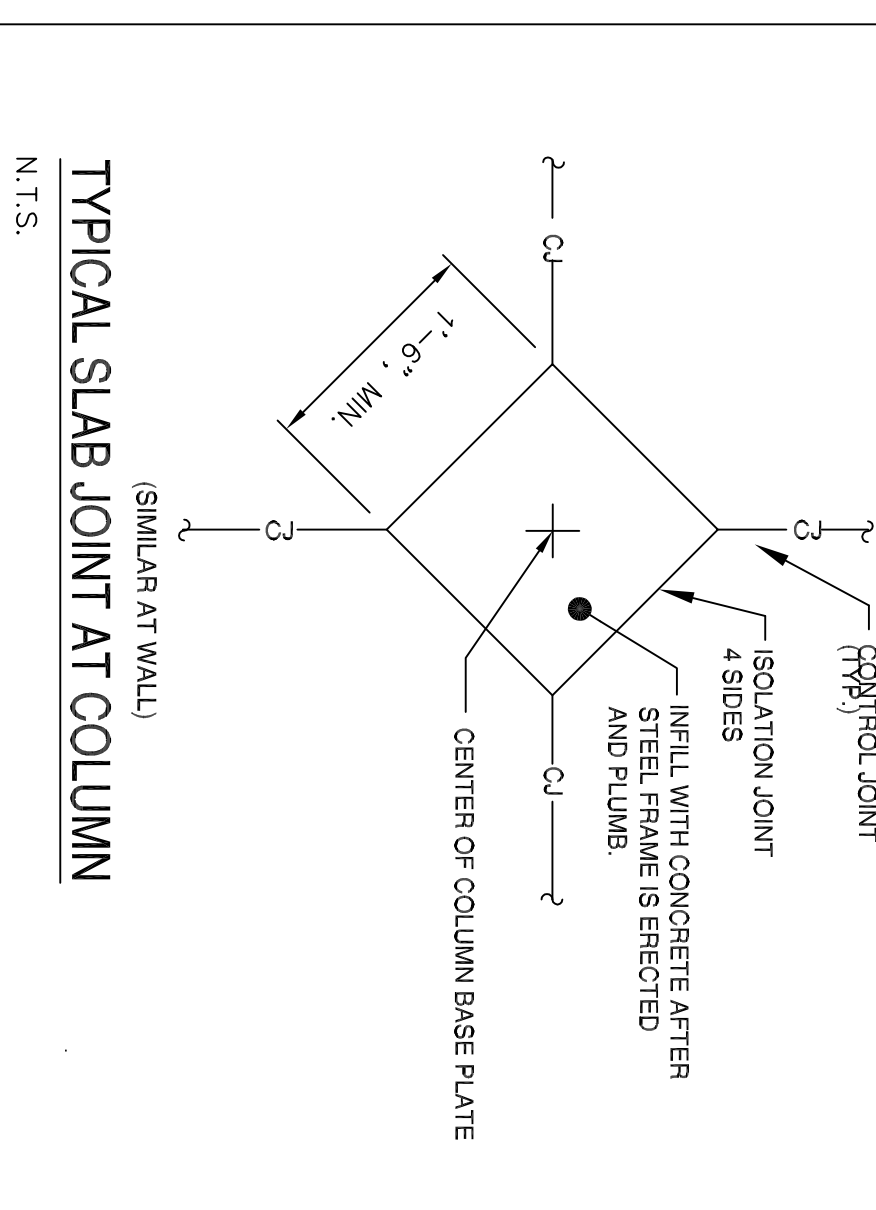 CJ
CONTROL JOINT
(TYP.)
ISOLATION JOINT
4 SIDES
INFILL WITH CONCRETE AFTER
STEEL FRAME IS ERECTED
AND PLUMB.
CJ
CJ
1'-6", MIN.
CENTER OF COLUMN BASE PLATE
CJ
(SIMILAR AT WALL)
TYPICAL SLAB JOINT AT COLUMN
N.T.S.